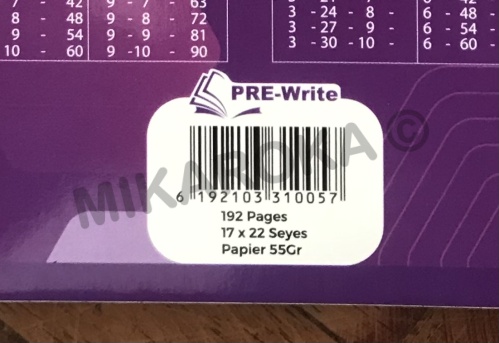 7 - 42 9 - 7 - 63
8 - 48 9 - 8 - 72 3 - 24 - 8 - 6 - 48 -
9 - 54 9 - 9 - 81 3 - 27 - 9 - 6 - 54 -
10 - 60 9 -10 - 90 3 - 30 - 10 - 6 - 60 -
PRE-Write
MIKAROKA ©
6 192103 310057
192 Pages
17 x 22 Seyes
Papier 55Gr